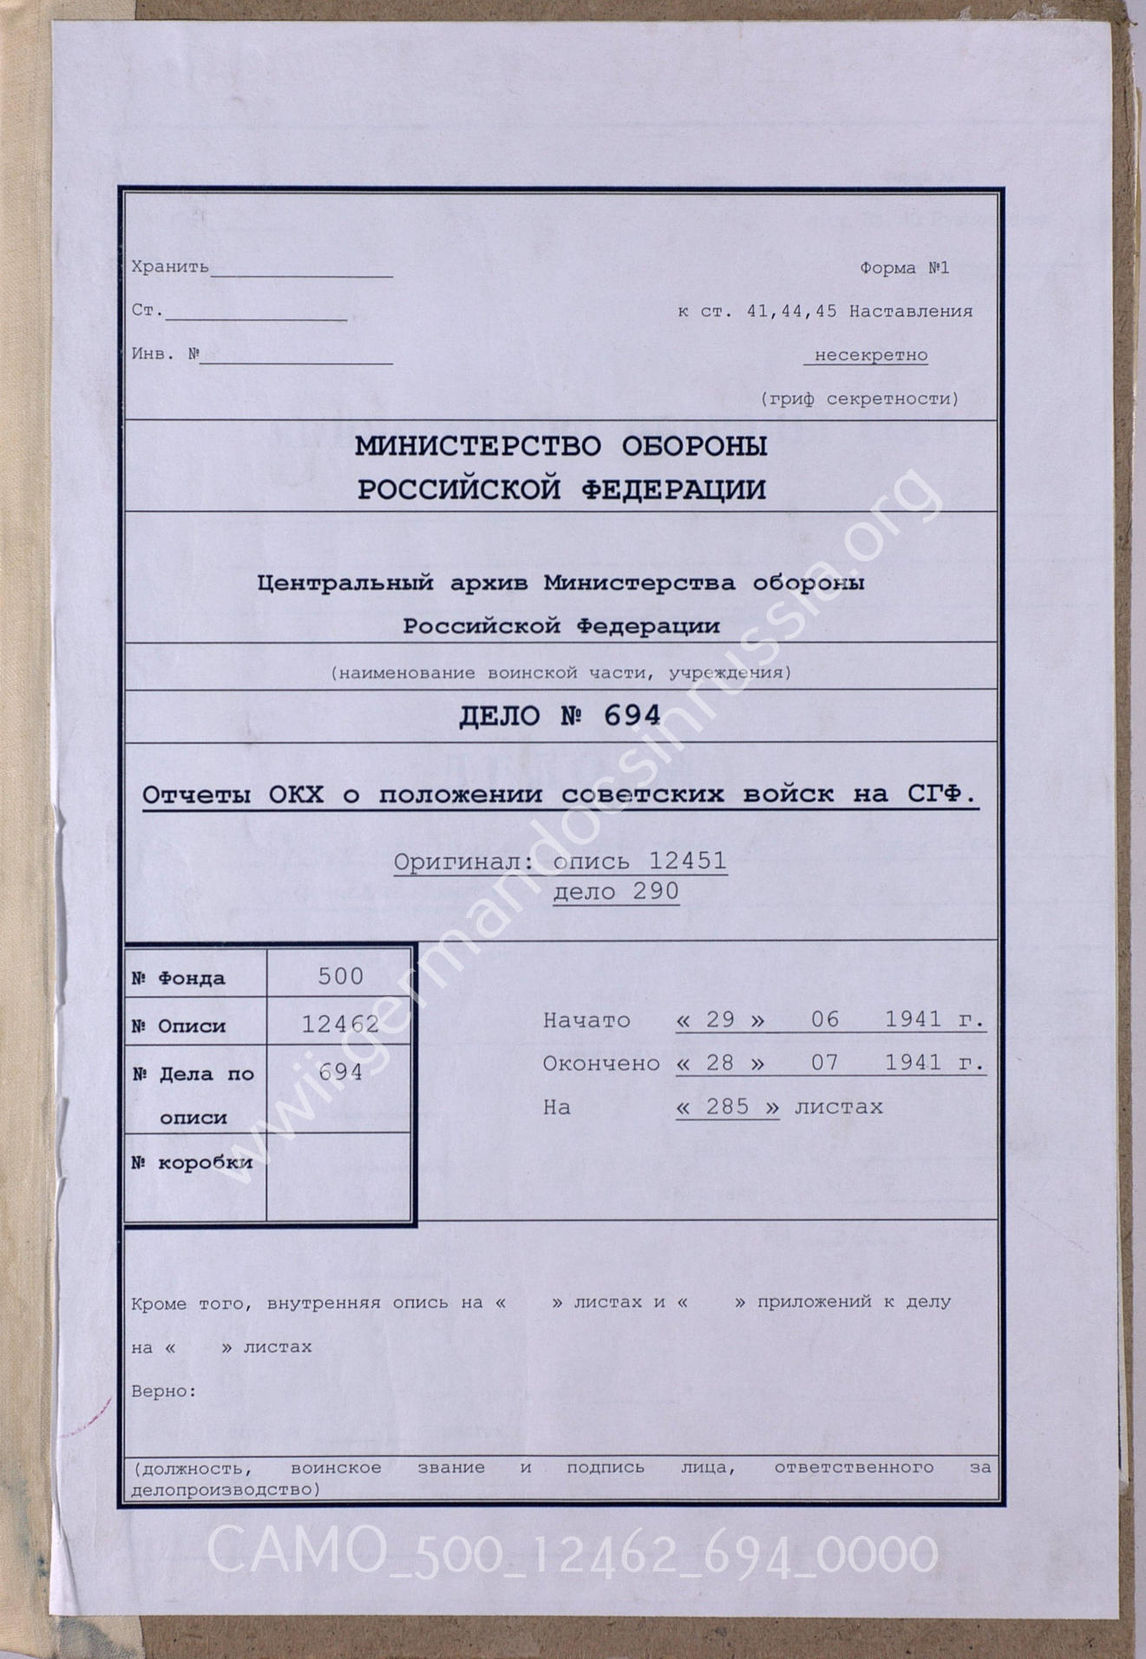 Хранить
Форма №1
Ст.
к ст. 41,44,45 Наставления
Инв. №
несекретно
(гриф секретности)
МИНИСТЕРСТВО ОБОРОНЫ
РОССИЙСКОЙ ФЕДЕРАЦИИ
Центральный архив Министерства обороны
Российской Федерации
(наименование воинской части, учреждения)
ДЕЛО № 694
Отчеты ОКХ о положении советских войск на СГФ.
Оригинал: опись 12451
дело 290
№ Фонда 500
№ Описи 12462
№ Дела по 694
описи
№ коробки
Начато « 29 » 06 1941 г.
Окончено « 28 » 07 1941 г.
На « 285 » листах
Кроме того, внутренняя опись на « » листах и « » приложений к делу
на « » листах
Верно:
(должность, воинское звание и подпись лица, ответственного за
делопроизводство)
wwii.germandocsinrussia.org
CAMO_500_12462_694_0000